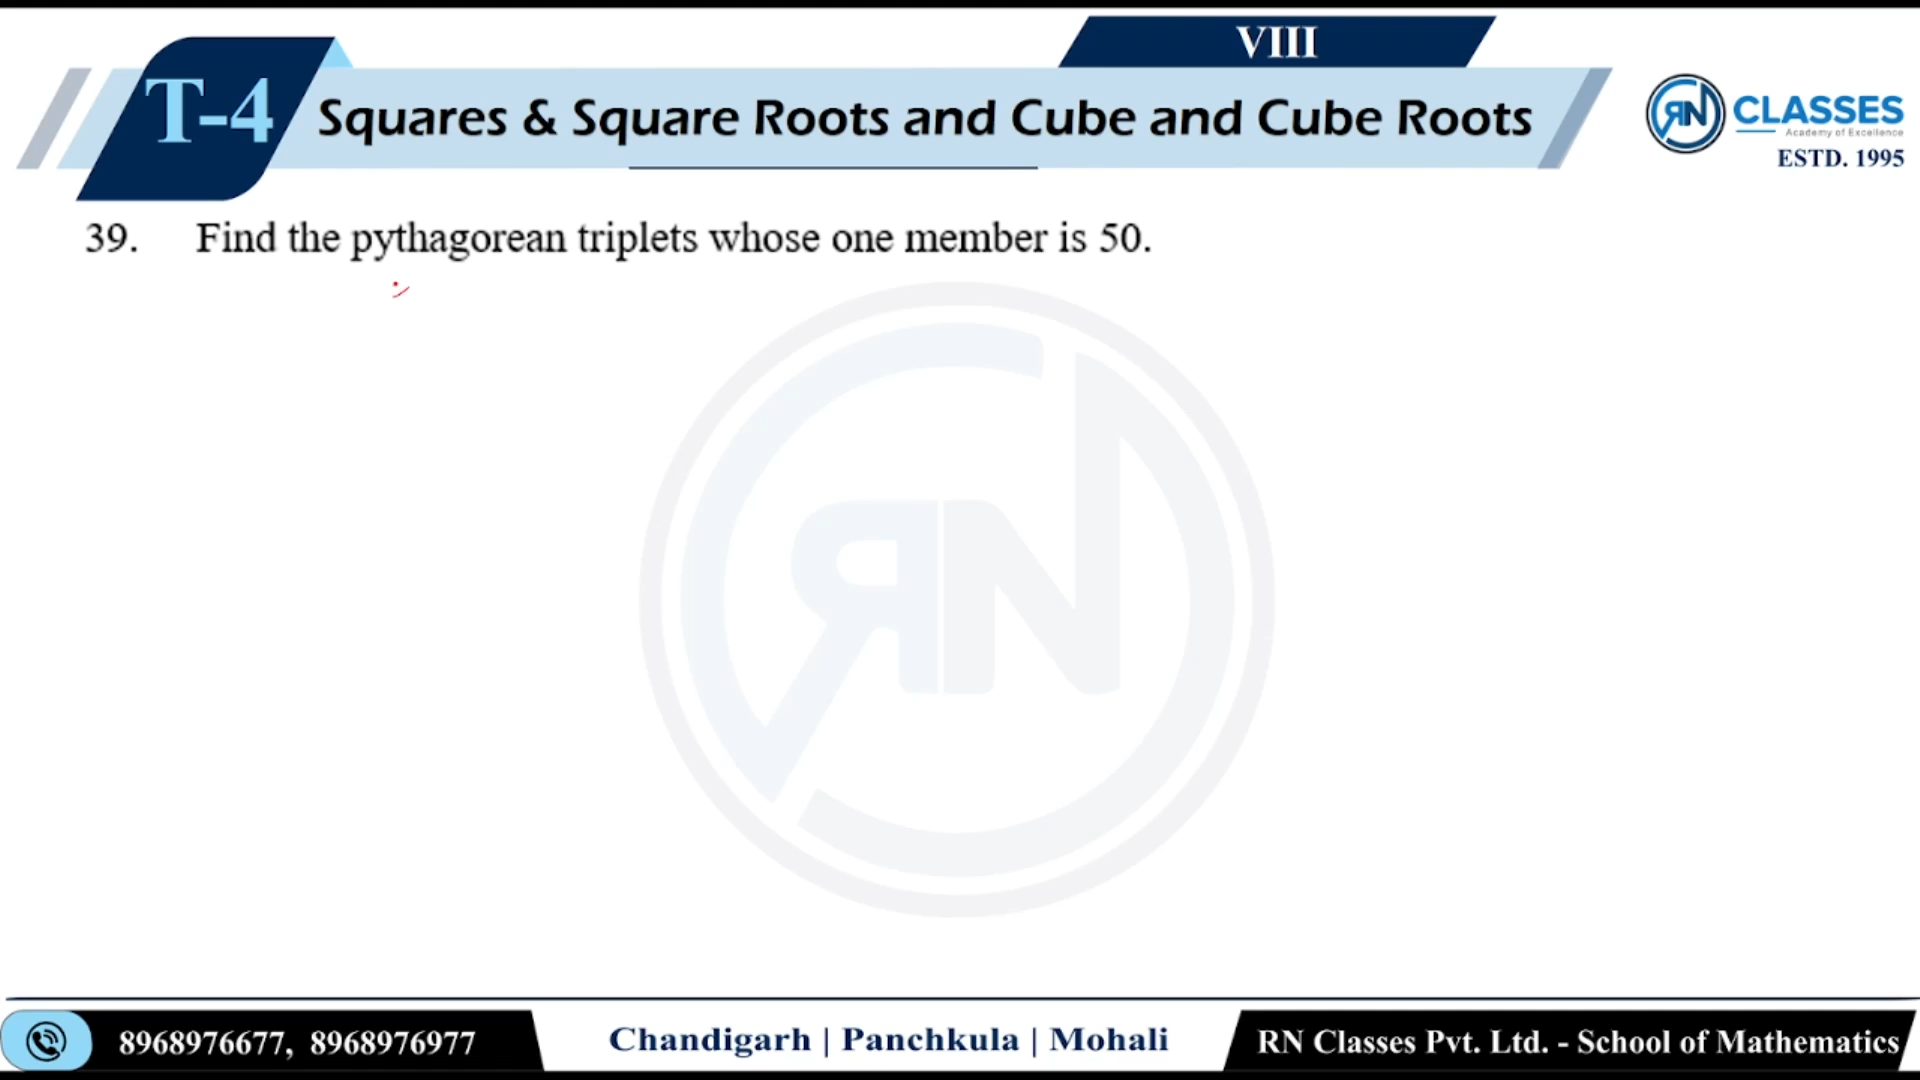 VIII
T-4 Squares & Square Roots and Cube and Cube Roots
RN CLASSES
Academy of Excellence
ESTD. 1995
39. Find the pythagorean triplets whose one member is 50.
RN
8968976677, 8968976977
Chandigarh | Panchkula | Mohali
RN Classes Pvt. Ltd. - School of Mathematics